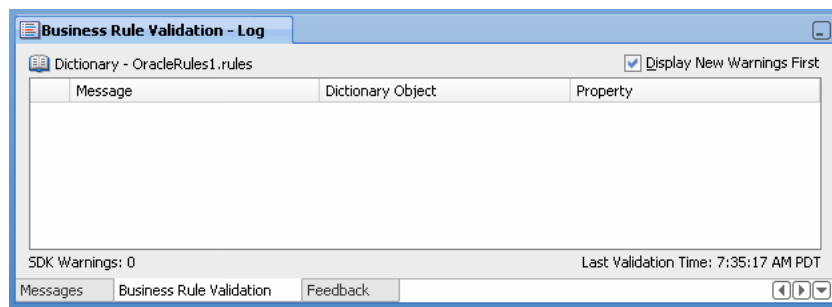 Business Rule Validation - Log
Dictionary - OracleRules1.rules Display New Warnings First
Message Dictionary Object Property
SDK Warnings: 0 Last Validation Time: 7:35:17 AM PDT
Messages Business Rule Validation Feedback